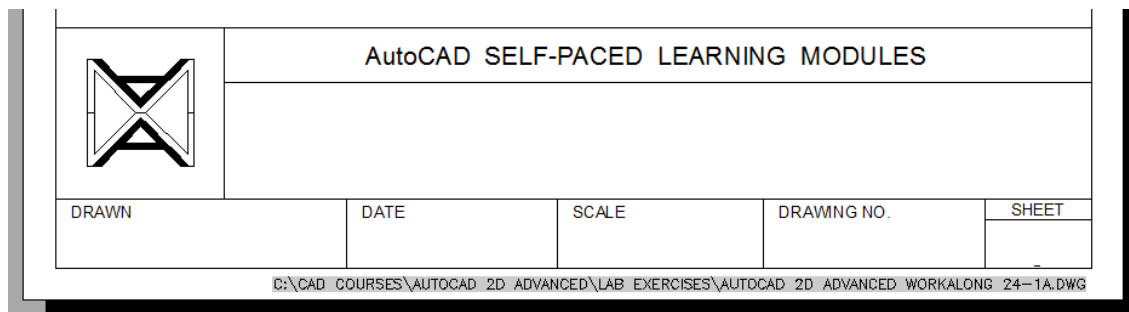 AutoCAD SELF-PACED LEARNING MODULES
DRAWN DATE SCALE DRAWING NO. SHEET
C:\CAD COURSES\AUTOCAD 2D ADVANCED\LAB EXERCISES\AUTOCAD 2D ADVANCED WORKALONG 24-1A.DWG